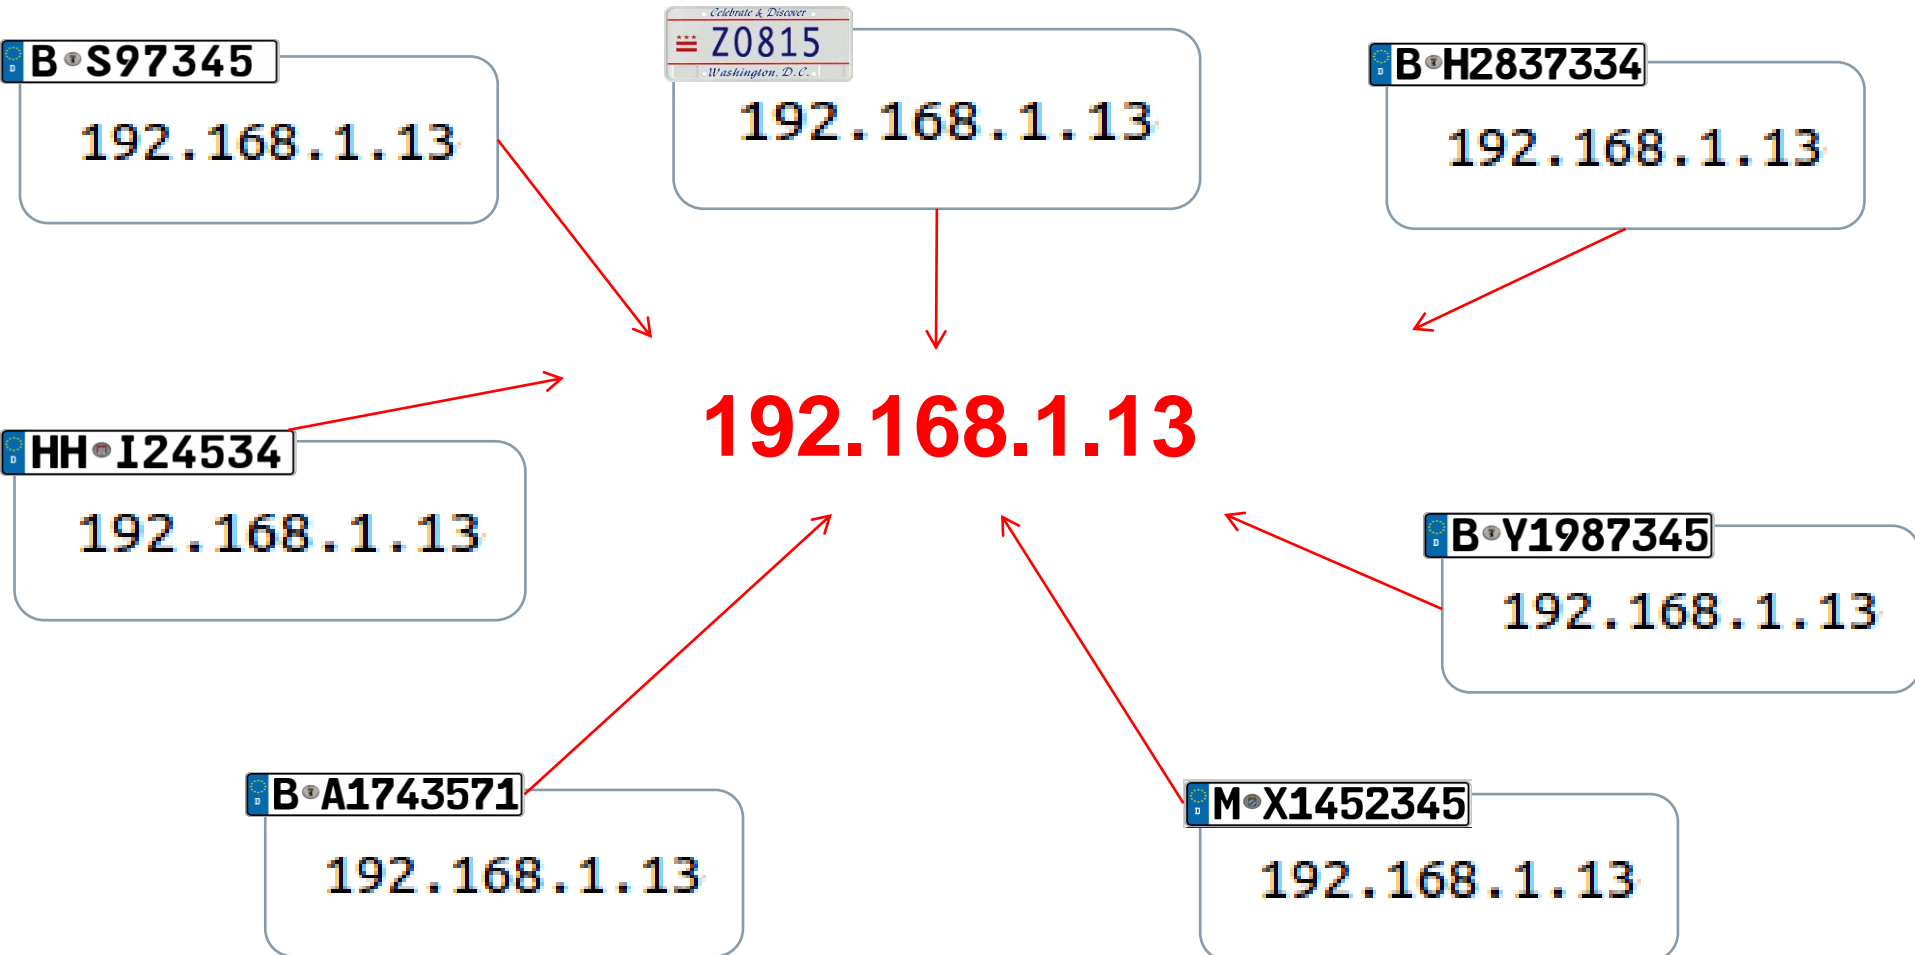 Celebrate & Discover
Z0815
Washington, D.C.
192.168.1.13
D
B S97345
192.168.1.13
D
B H2837334
192.168.1.13
192.168.1.13
D
HH I24534
192.168.1.13
D
B Y1987345
192.168.1.13
D
B A1743571
192.168.1.13
D
M X1452345
192.168.1.13